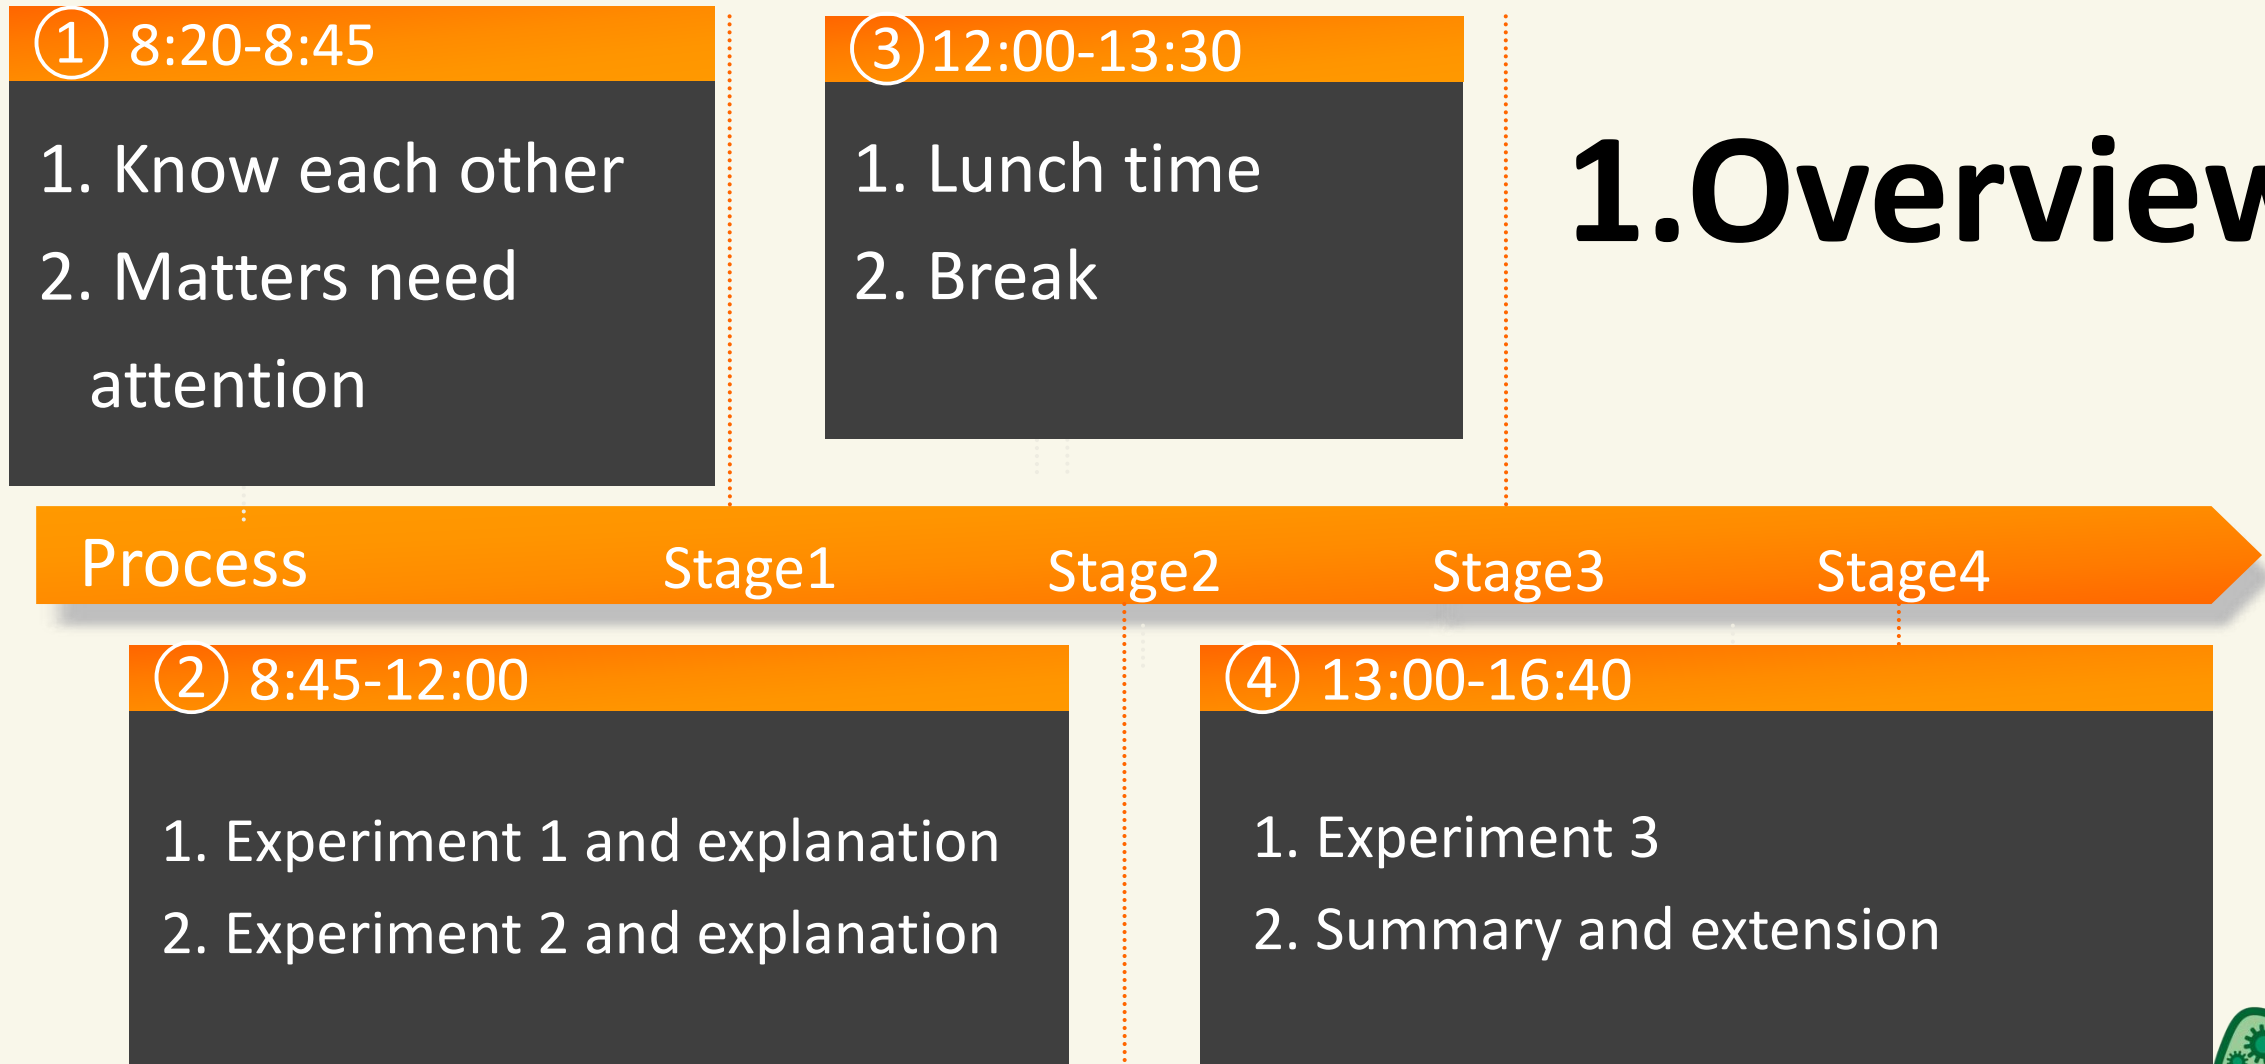 ① 8:20-8:45
1. Know each other
2. Matters need
attention
③ 12:00-13:30
1. Lunch time
2. Break
1.Overview
Process Stage1 Stage2 Stage3 Stage4
② 8:45-12:00
1. Experiment 1 and explanation
2. Experiment 2 and explanation
④ 13:00-16:40
1. Experiment 3
2. Summary and extension